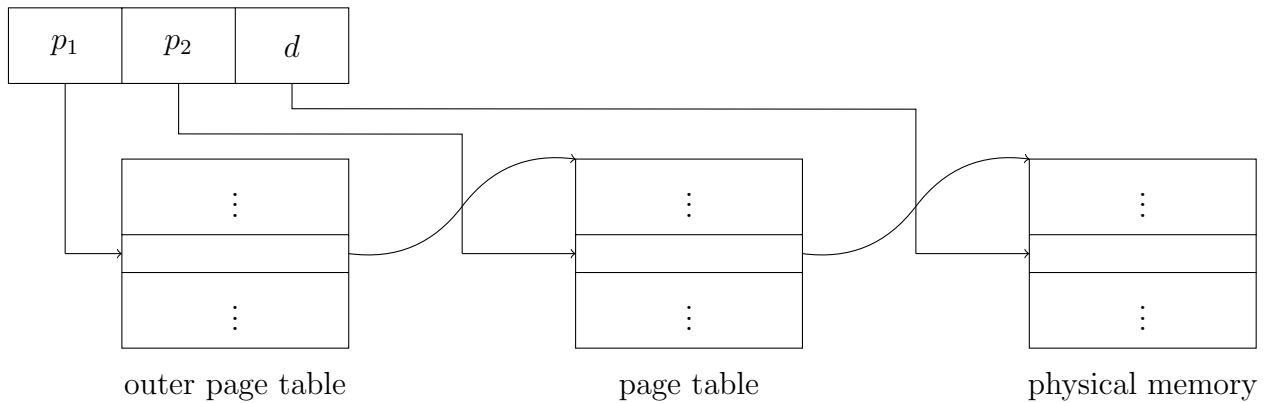 p₁ p₂ d
⋮ ⋮ ⋮
⋮ ⋮ ⋮
outer page table page table physical memory